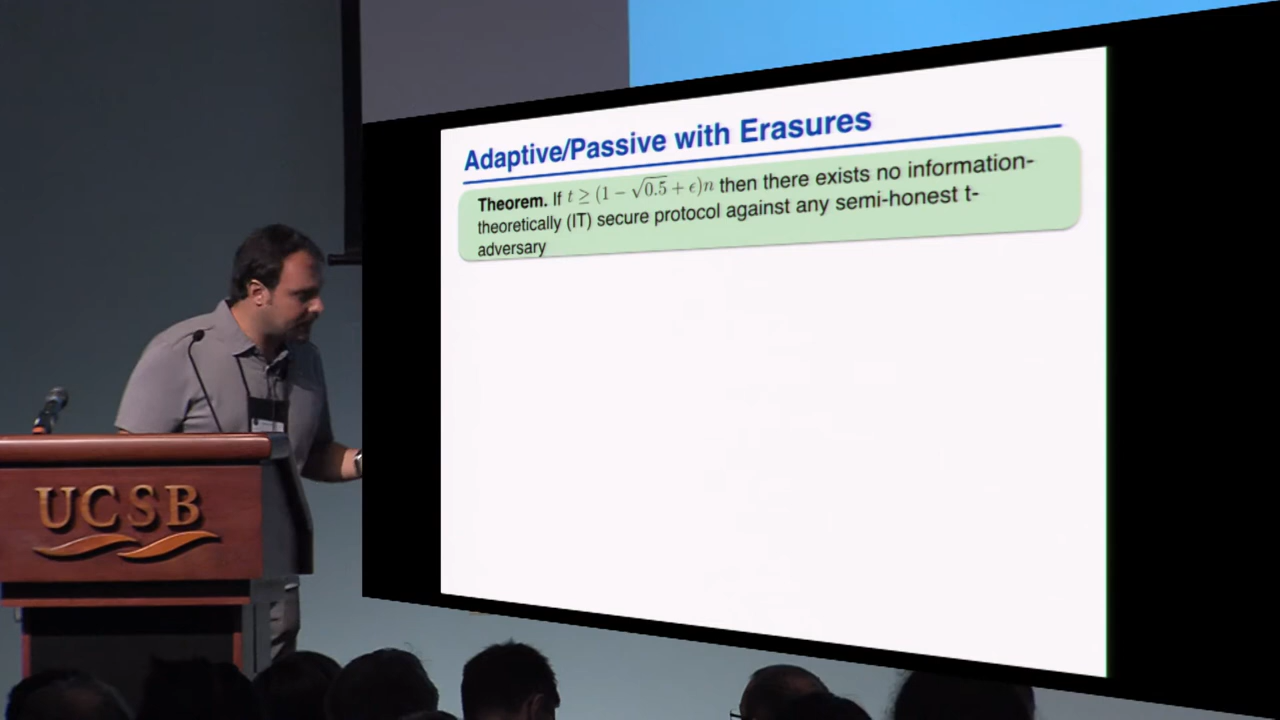 Adaptive/Passive with Erasures
Theorem. If t ≥ (1 − √0.5 + ϵ)n then there exists no information-
theoretically (IT) secure protocol against any semi-honest t-
adversary
UCSB